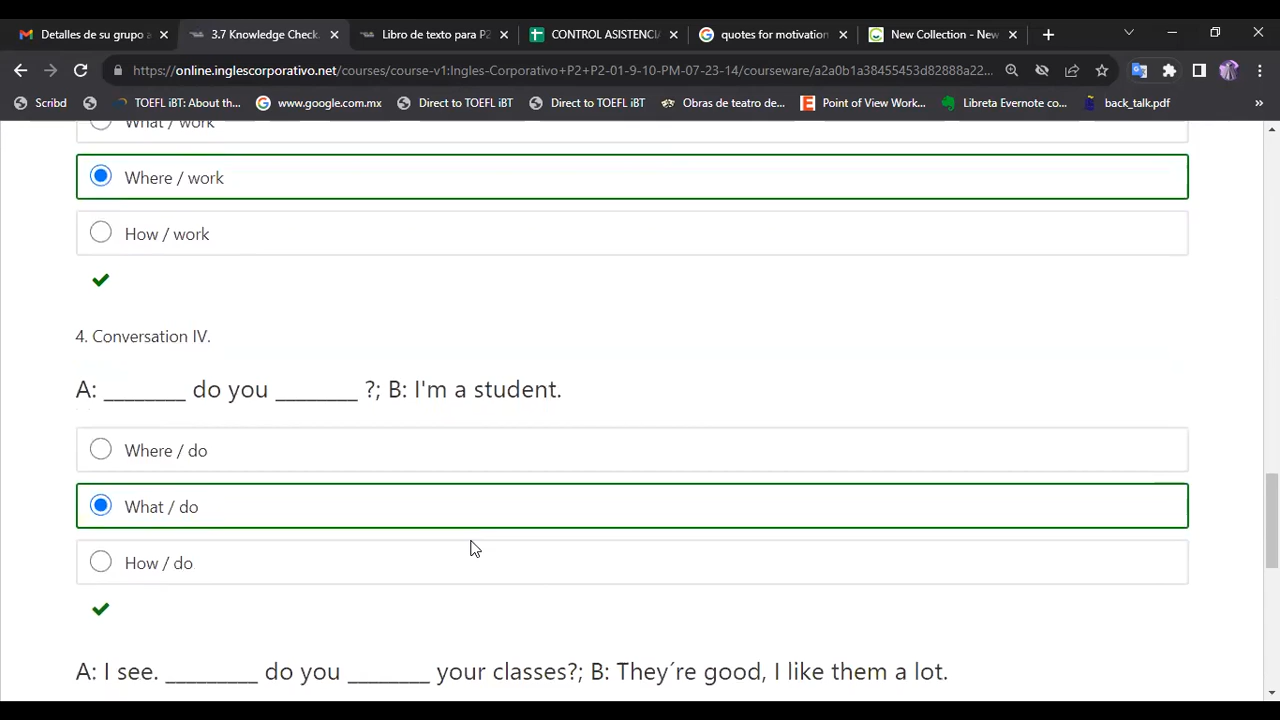 Detalles de su grupo a
3.7 Knowledge Check.
Libro de texto para P2
CONTROL ASISTENCIA
quotes for motivation
New Collection - New
https://online.inglescorporativo.net/courses/course-v1:Ingles-Corporativo+P2+P2-01-9-10-PM-07-23-14/courseware/a2a0b1a38455453d82888a22...
Scribd
TOEFL iBT: About th...
www.google.com.mx
Direct to TOEFL iBT
Direct to TOEFL iBT
Obras de teatro de...
Point of View Work...
Libreta Evernote co...
back_talk.pdf
»
What / work
Where / work
How / work
4. Conversation IV.
A: ________ do you ________ ?; B: I'm a student.
Where / do
What / do
How / do
A: I see. _________ do you ________ your classes?; B: They´re good, I like them a lot.